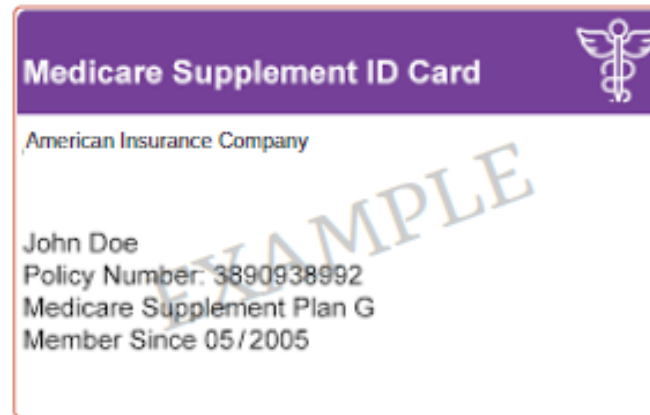 Medicare Supplement ID Card
American Insurance Company
EXAMPLE
John Doe
Policy Number: 3890938992
Medicare Supplement Plan G
Member Since 05/2005